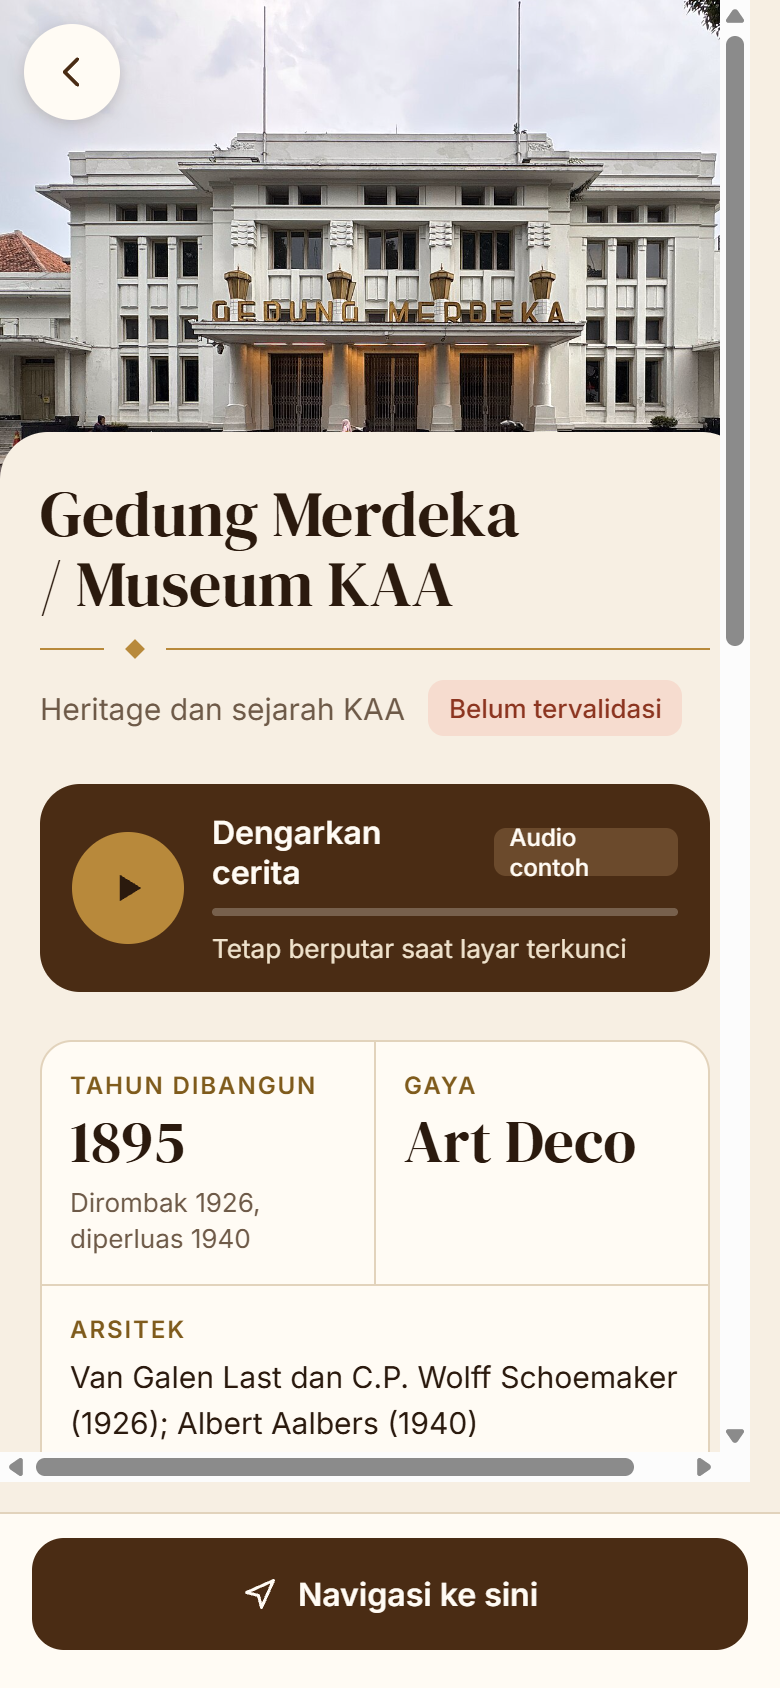 GEDUNG MERDEKA
Gedung Merdeka
/ Museum KAA
Heritage dan sejarah KAA
Belum tervalidasi
Dengarkan
cerita
Audio
contoh
Tetap berputar saat layar terkunci
TAHUN DIBANGUN
1895
Dirombak 1926,
diperluas 1940
GAYA
Art Deco
ARSITEK
Van Galen Last dan C.P. Wolff Schoemaker
(1926); Albert Aalbers (1940)
Navigasi ke sini